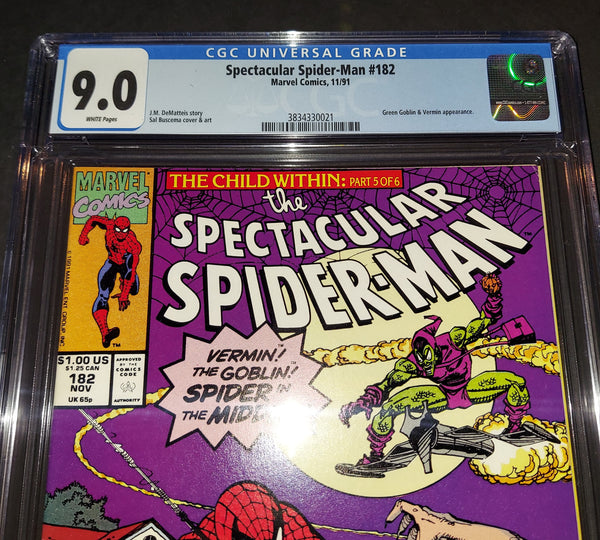 CGC UNIVERSAL GRADE
9.0
WHITE Pages
Spectacular Spider-Man #182
Marvel Comics, 11/91
J.M. DeMatteis story
Sal Buscema cover & art
Green Goblin & Vermin appearance.
3834330021
MARVEL
COMICS
TM
THE CHILD WITHIN: PART 5 OF 6
the
SPECTACULAR
SPIDER-MAN
TM
VERMIN!
THE GOBLIN!
SPIDER IN
THE MIDDLE
$1.00 US
$1.25 CAN
182
NOV
UK 65p
APPROVED
BY THE
COMICS
CODE
AUTHORITY